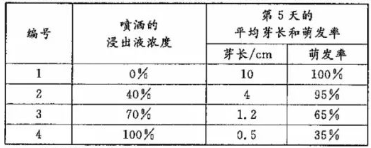 编号 喷洒的浸出液浓度 第5天的平均芽长和萌发率
芽长/cm 萌发率
1 0% 10 100%
2 40% 4 95%
3 70% 1.2 65%
4 100% 0.5 35%